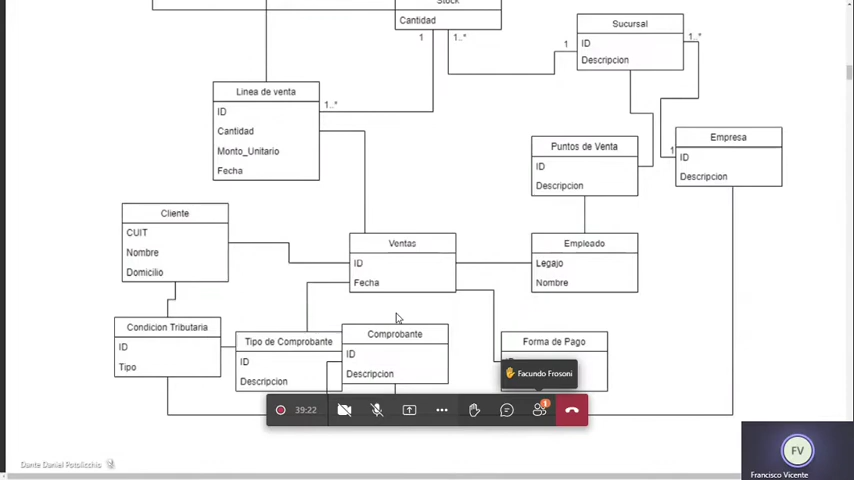 Stock
Cantidad
1
1..*
Sucursal
ID
Descripcion
1
1..*
Linea de venta
ID
Cantidad
Monto_Unitario
Fecha
1..*
Puntos de Venta
ID
Descripcion
Empresa
1
ID
Descripcion
Cliente
CUIT
Nombre
Domicilio
Ventas
ID
Fecha
Empleado
Legajo
Nombre
Condicion Tributaria
ID
Tipo
Tipo de Comprobante
ID
Descripcion
Comprobante
ID
Descripcion
Forma de Pago
Facundo Frosoni
39:22
1
FV
Francisco Vicente
Dante Daniel Potolicchio